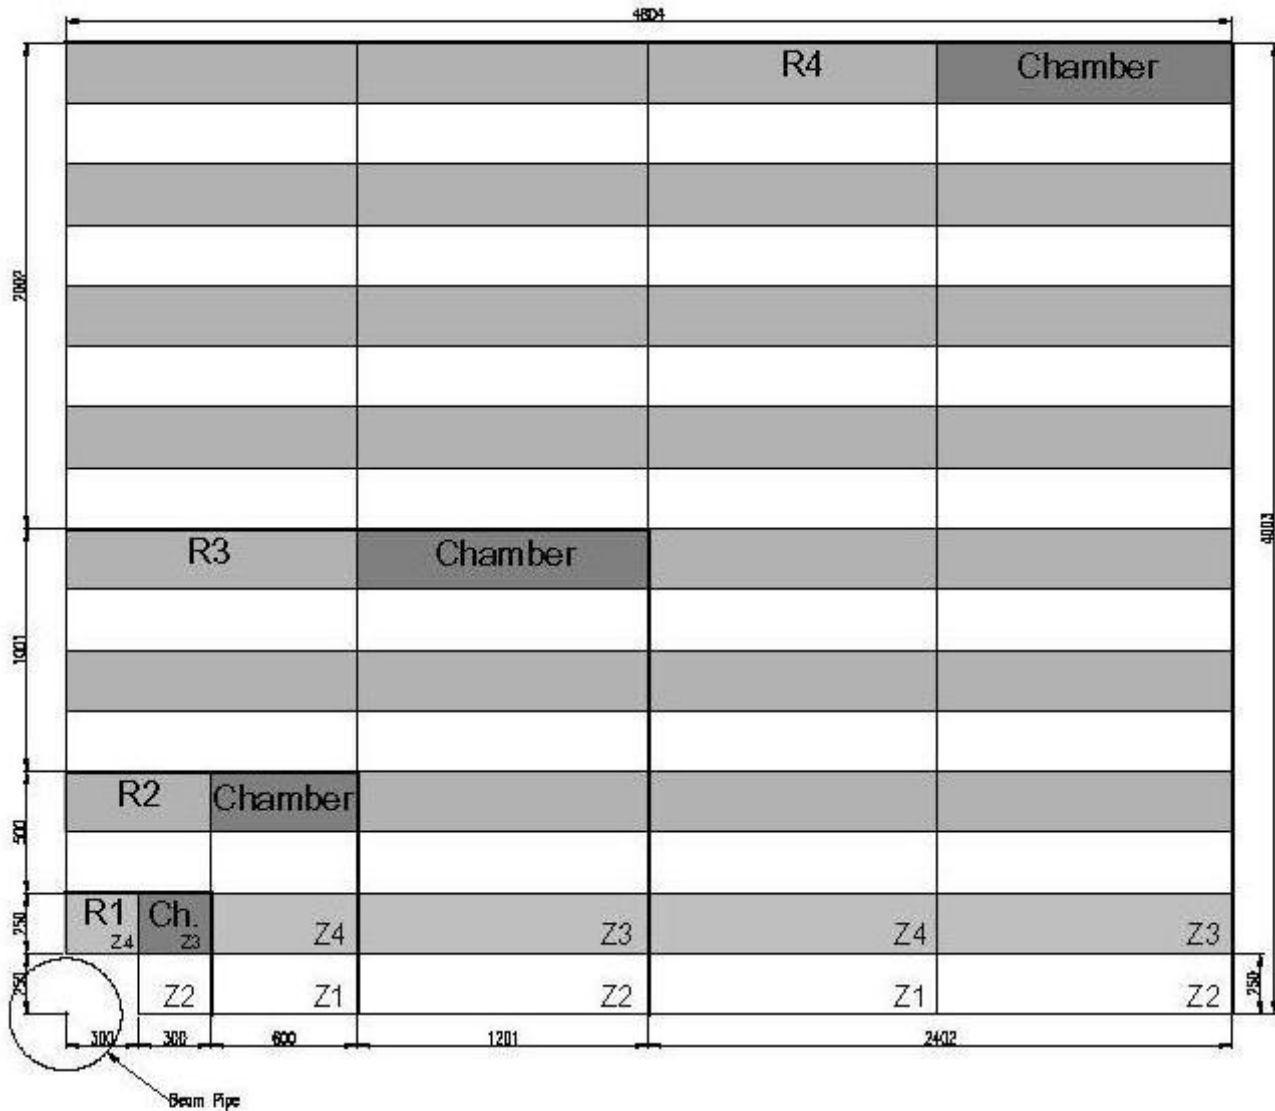 4804
R4 Chamber
2002
4003
R3 Chamber
1001
R2 Chamber
500
R1 Ch.
Z4 Z3 Z4 Z3 Z4 Z3
250
Z2 Z1 Z2 Z1 Z2
250 250
300 300 600 1201 2402
Beam Pipe